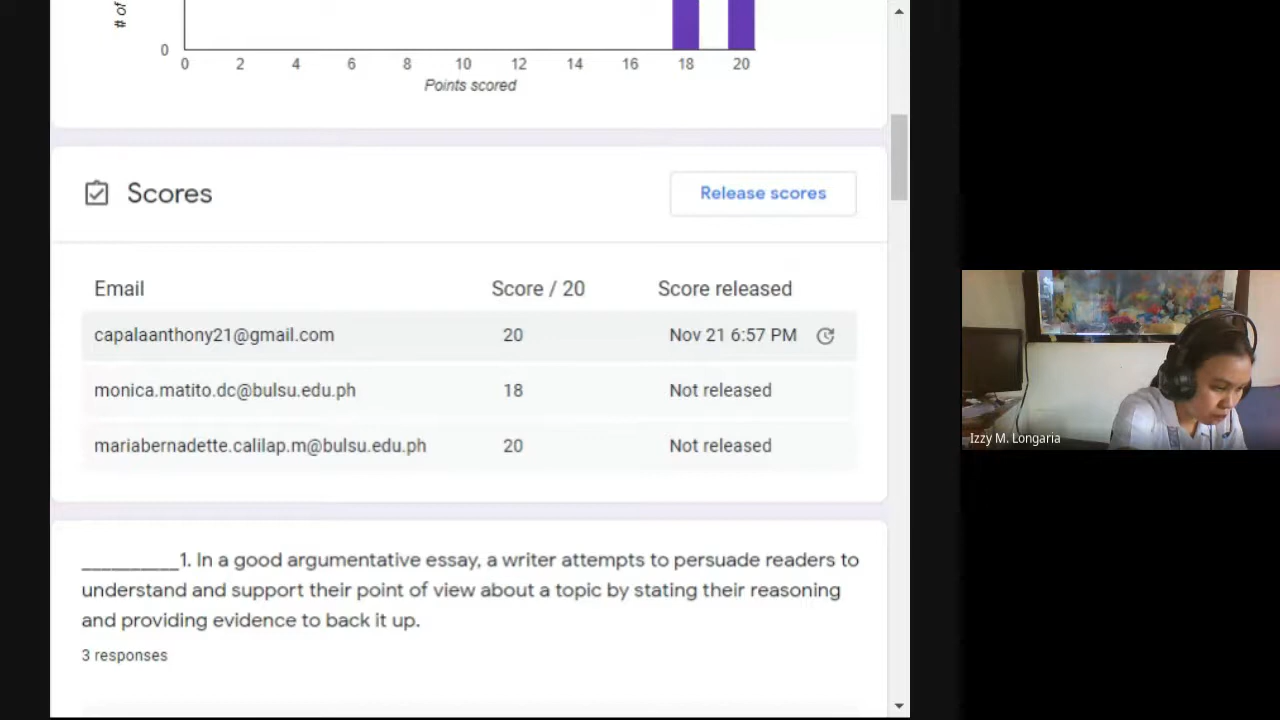 # of
0
0 2 4 6 8 10 12 14 16 18 20
Points scored
Scores
Release scores
Email Score / 20 Score released
capalaanthony21@gmail.com 20 Nov 21 6:57 PM
monica.matito.dc@bulsu.edu.ph 18 Not released
mariabernadette.calilap.m@bulsu.edu.ph 20 Not released
__________1. In a good argumentative essay, a writer attempts to persuade readers to
understand and support their point of view about a topic by stating their reasoning
and providing evidence to back it up.
3 responses
Izzy M. Longaria